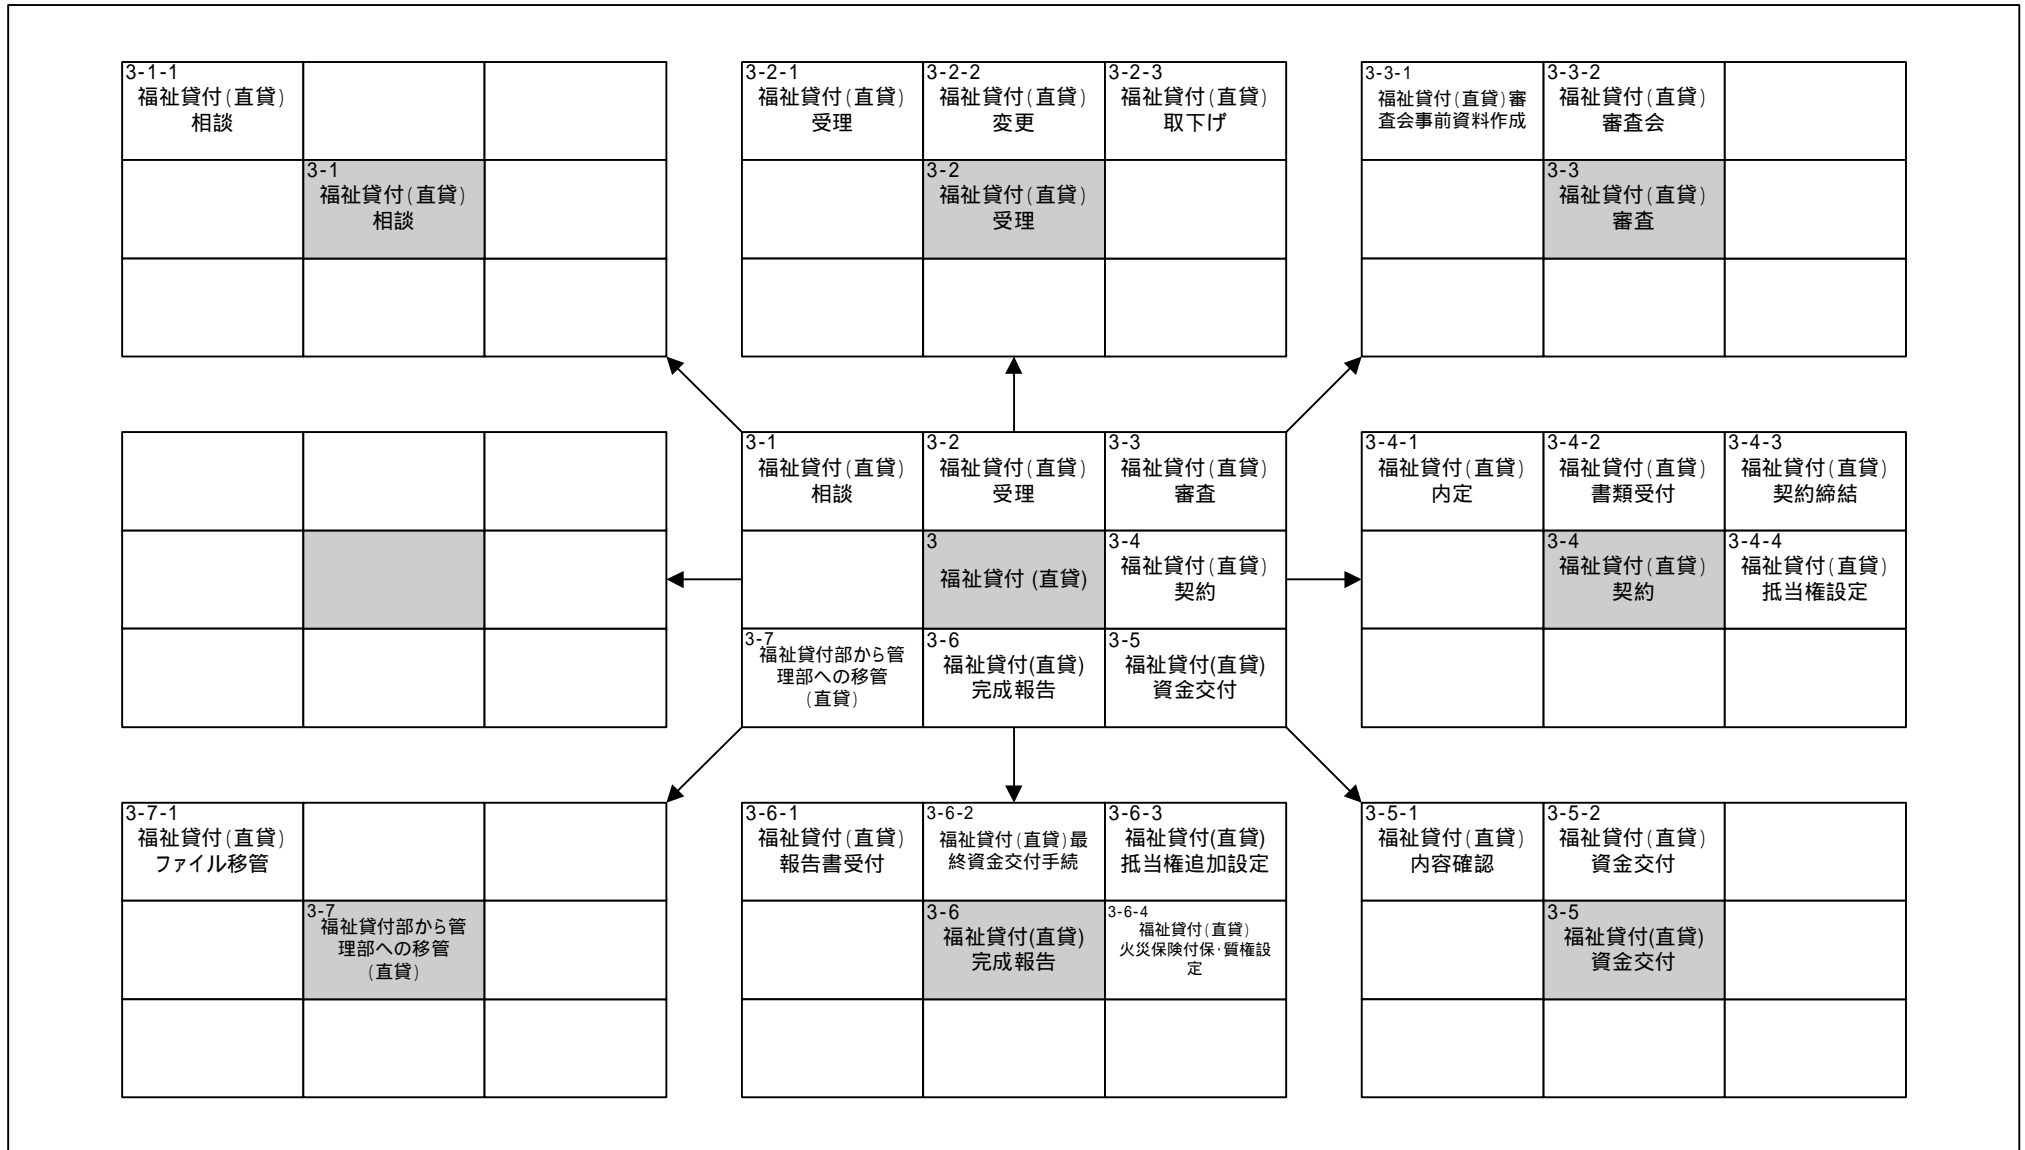 3-1-1
福祉貸付(直貸)
相談
3-1
福祉貸付(直貸)
相談
3-2-1
福祉貸付(直貸)
受理
3-2-2
福祉貸付(直貸)
変更
3-2-3
福祉貸付(直貸)
取下げ
3-2
福祉貸付(直貸)
受理
3-3-1
福祉貸付(直貸)審
査会事前資料作成
3-3-2
福祉貸付(直貸)
審査会
3-3
福祉貸付(直貸)
審査
3-1
福祉貸付(直貸)
相談
3-2
福祉貸付(直貸)
受理
3-3
福祉貸付(直貸)
審査
3
福祉貸付 (直貸)
3-4
福祉貸付(直貸)
契約
3-7
福祉貸付部から管
理部への移管
(直貸)
3-6
福祉貸付(直貸)
完成報告
3-5
福祉貸付(直貸)
資金交付
3-4-1
福祉貸付(直貸)
内定
3-4-2
福祉貸付(直貸)
書類受付
3-4-3
福祉貸付(直貸)
契約締結
3-4
福祉貸付(直貸)
契約
3-4-4
福祉貸付(直貸)
抵当権設定
3-7-1
福祉貸付(直貸)
ファイル移管
3-7
福祉貸付部から管
理部への移管
(直貸)
3-6-1
福祉貸付(直貸)
報告書受付
3-6-2
福祉貸付(直貸)最
終資金交付手続
3-6-3
福祉貸付(直貸)
抵当権追加設定
3-6
福祉貸付(直貸)
完成報告
3-6-4
福祉貸付(直貸)
火災保険付保･質権設
定
3-5-1
福祉貸付(直貸)
内容確認
3-5-2
福祉貸付(直貸)
資金交付
3-5
福祉貸付(直貸)
資金交付